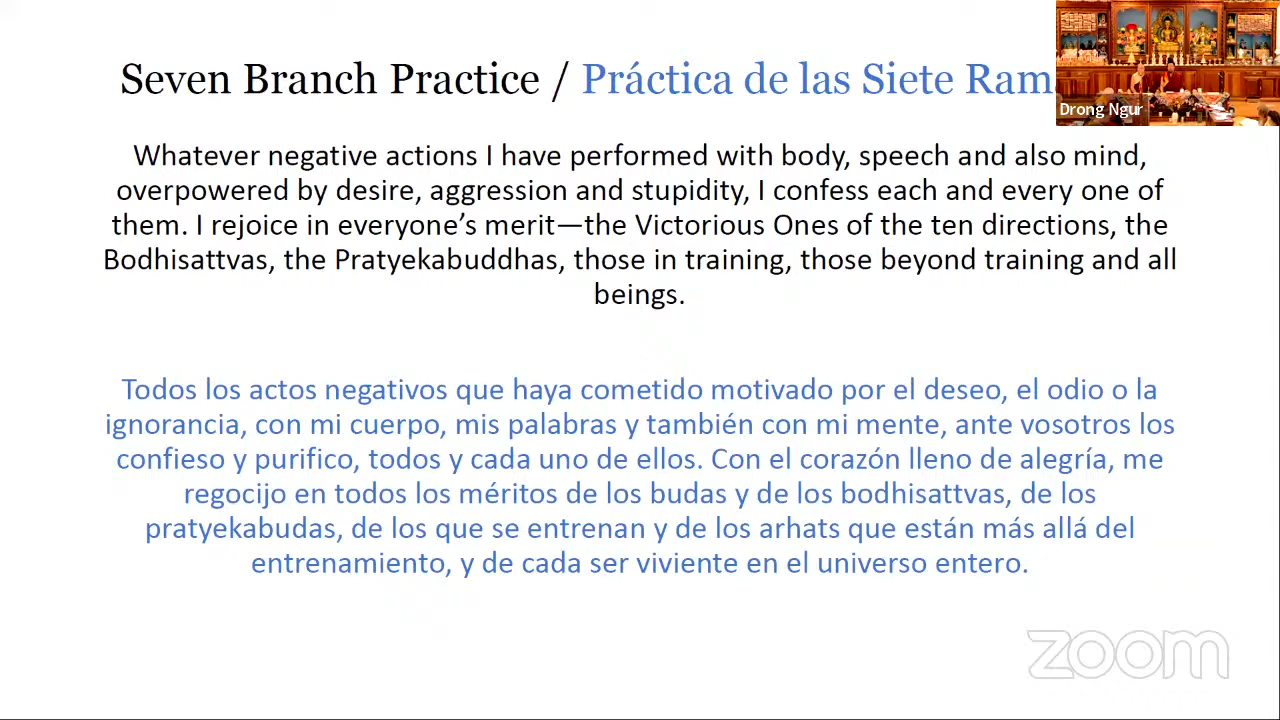 Seven Branch Practice / Práctica de las Siete Ram
Drong Ngur
Whatever negative actions I have performed with body, speech and also mind,
overpowered by desire, aggression and stupidity, I confess each and every one of
them. I rejoice in everyone’s merit—the Victorious Ones of the ten directions, the
Bodhisattvas, the Pratyekabuddhas, those in training, those beyond training and all
beings.
Todos los actos negativos que haya cometido motivado por el deseo, el odio o la
ignorancia, con mi cuerpo, mis palabras y también con mi mente, ante vosotros los
confieso y purifico, todos y cada uno de ellos. Con el corazón lleno de alegría, me
regocijo en todos los méritos de los budas y de los bodhisattvas, de los
pratyekabudas, de los que se entrenan y de los arhats que están más allá del
entrenamiento, y de cada ser viviente en el universo entero.
zoom